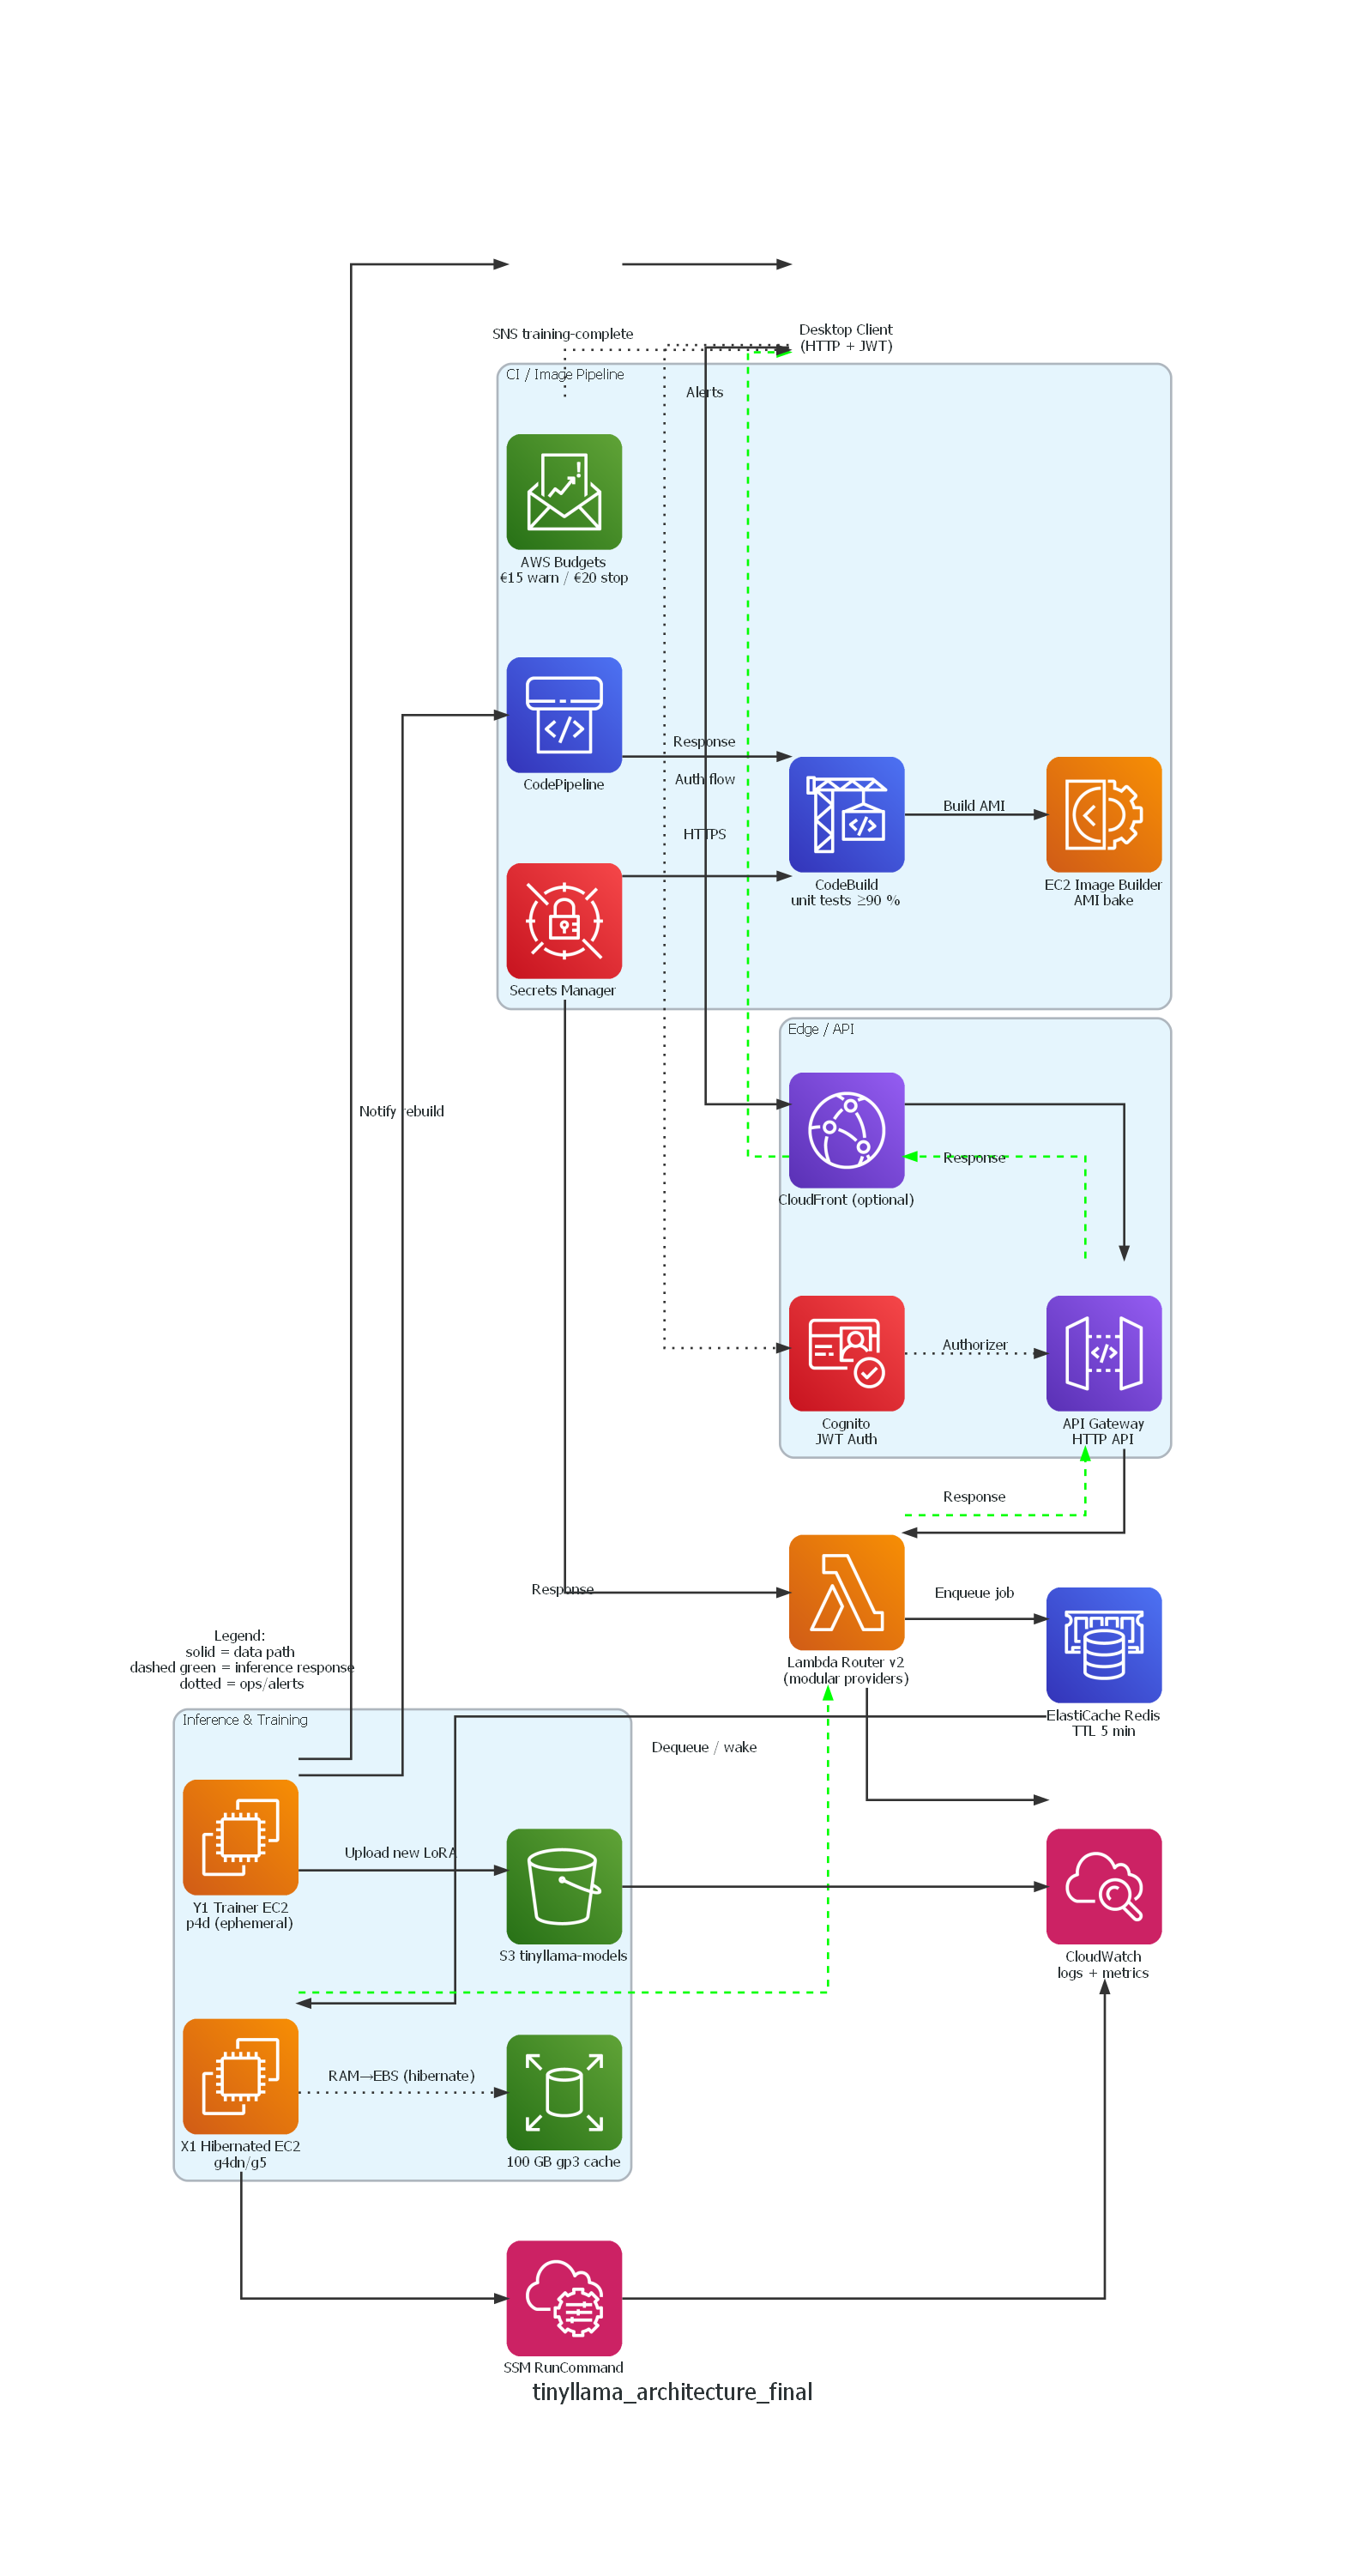 SNS training-complete
Desktop Client
(HTTP + JWT)
CI / Image Pipeline
Alerts
AWS Budgets
€15 warn / €20 stop
CodePipeline
Response
Auth flow
HTTPS
Build AMI
CodeBuild
unit tests ≥90 %
EC2 Image Builder
AMI bake
Secrets Manager
Edge / API
Notify rebuild
Response
CloudFront (optional)
Authorizer
Cognito
JWT Auth
API Gateway
HTTP API
Response
Response
Enqueue job
Lambda Router v2
(modular providers)
ElastiCache Redis
TTL 5 min
Legend:
solid = data path
dashed green = inference response
dotted = ops/alerts
Inference & Training
Dequeue / wake
Upload new LoRA
Y1 Trainer EC2
p4d (ephemeral)
S3 tinyllama-models
CloudWatch
logs + metrics
RAM→EBS (hibernate)
X1 Hibernated EC2
g4dn/g5
100 GB gp3 cache
SSM RunCommand
tinyllama_architecture_final